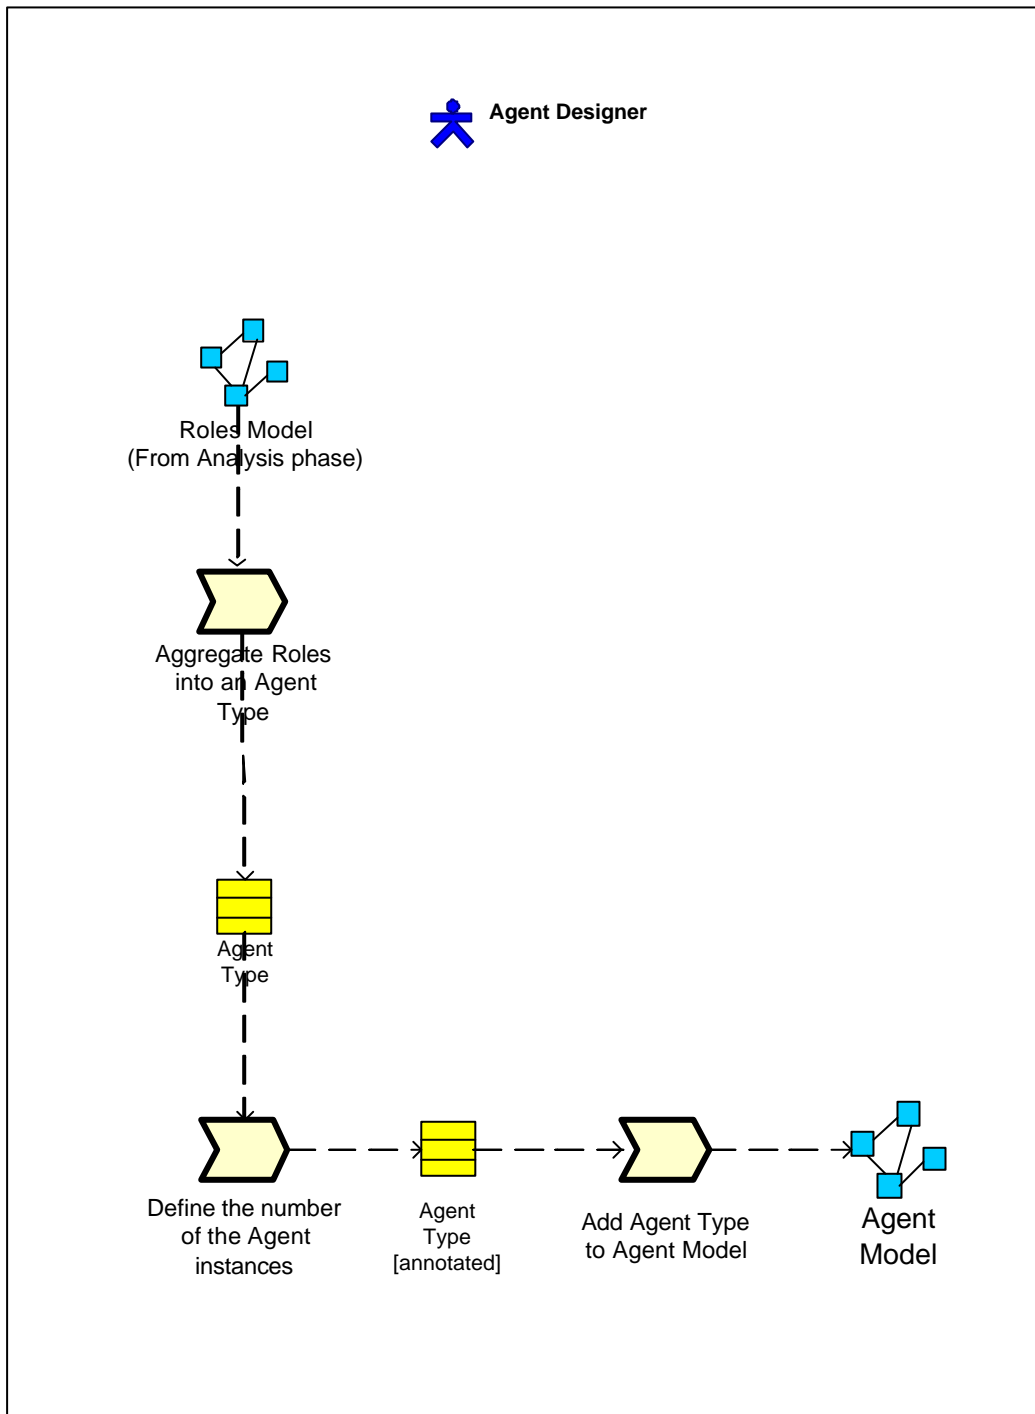 Agent Designer
Roles Model
(From Analysis phase)
Aggregate Roles
into an Agent
Type
Agent
Type
Define the number
of the Agent
instances
Agent
Type
[annotated]
Add Agent Type
to Agent Model
Agent
Model